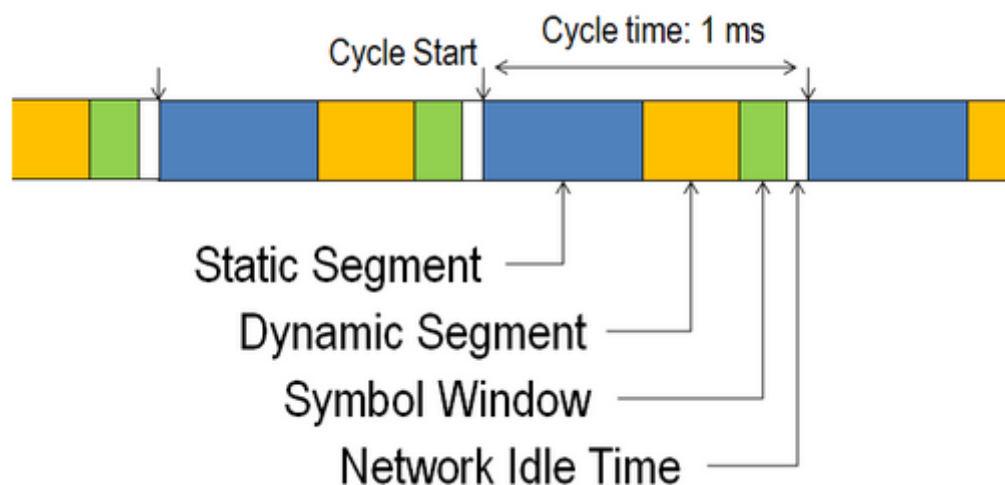 Cycle time: 1 ms
Cycle Start
Static Segment
Dynamic Segment
Symbol Window
Network Idle Time